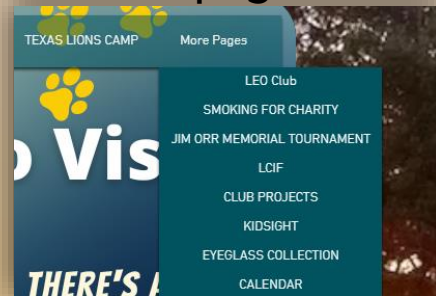 TEXAS LIONS CAMP
More Pages
LEO Club
SMOKING FOR CHARITY
JIM ORR MEMORIAL TOURNAMENT
Vis
LCIF
CLUB PROJECTS
KIDSIGHT
EYEGLASS COLLECTION
THERE'S A
CALENDAR